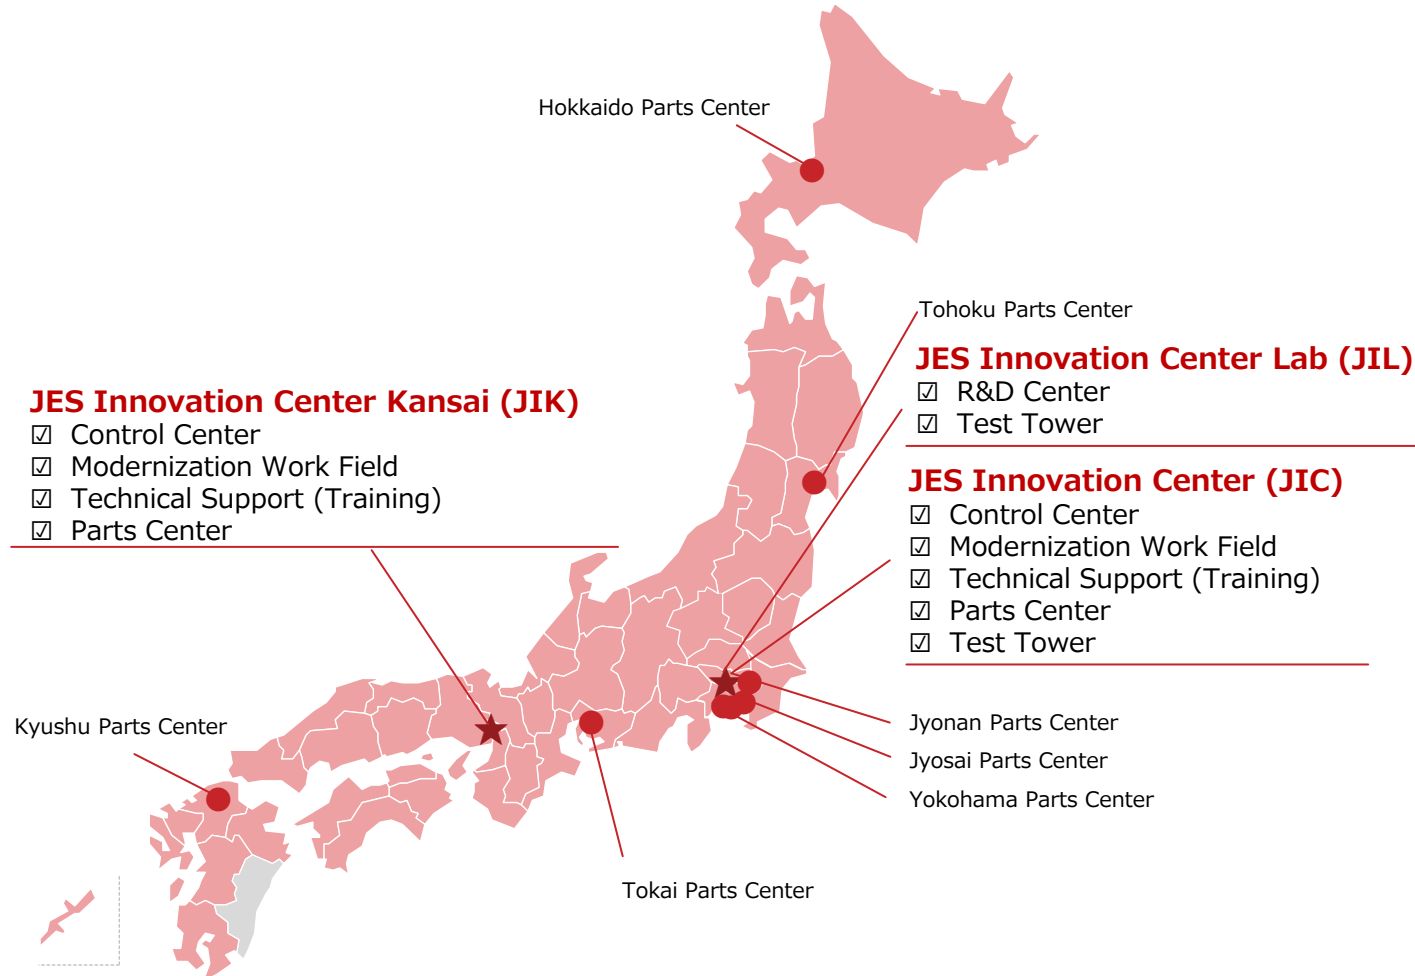 Hokkaido Parts Center
Tohoku Parts Center
JES Innovation Center Lab (JIL)
☑ R&D Center
☑ Test Tower
JES Innovation Center Kansai (JIK)
☑ Control Center
☑ Modernization Work Field
☑ Technical Support (Training)
☑ Parts Center
JES Innovation Center (JIC)
☑ Control Center
☑ Modernization Work Field
☑ Technical Support (Training)
☑ Parts Center
☑ Test Tower
Kyushu Parts Center
Jyonan Parts Center
Jyosai Parts Center
Yokohama Parts Center
Tokai Parts Center